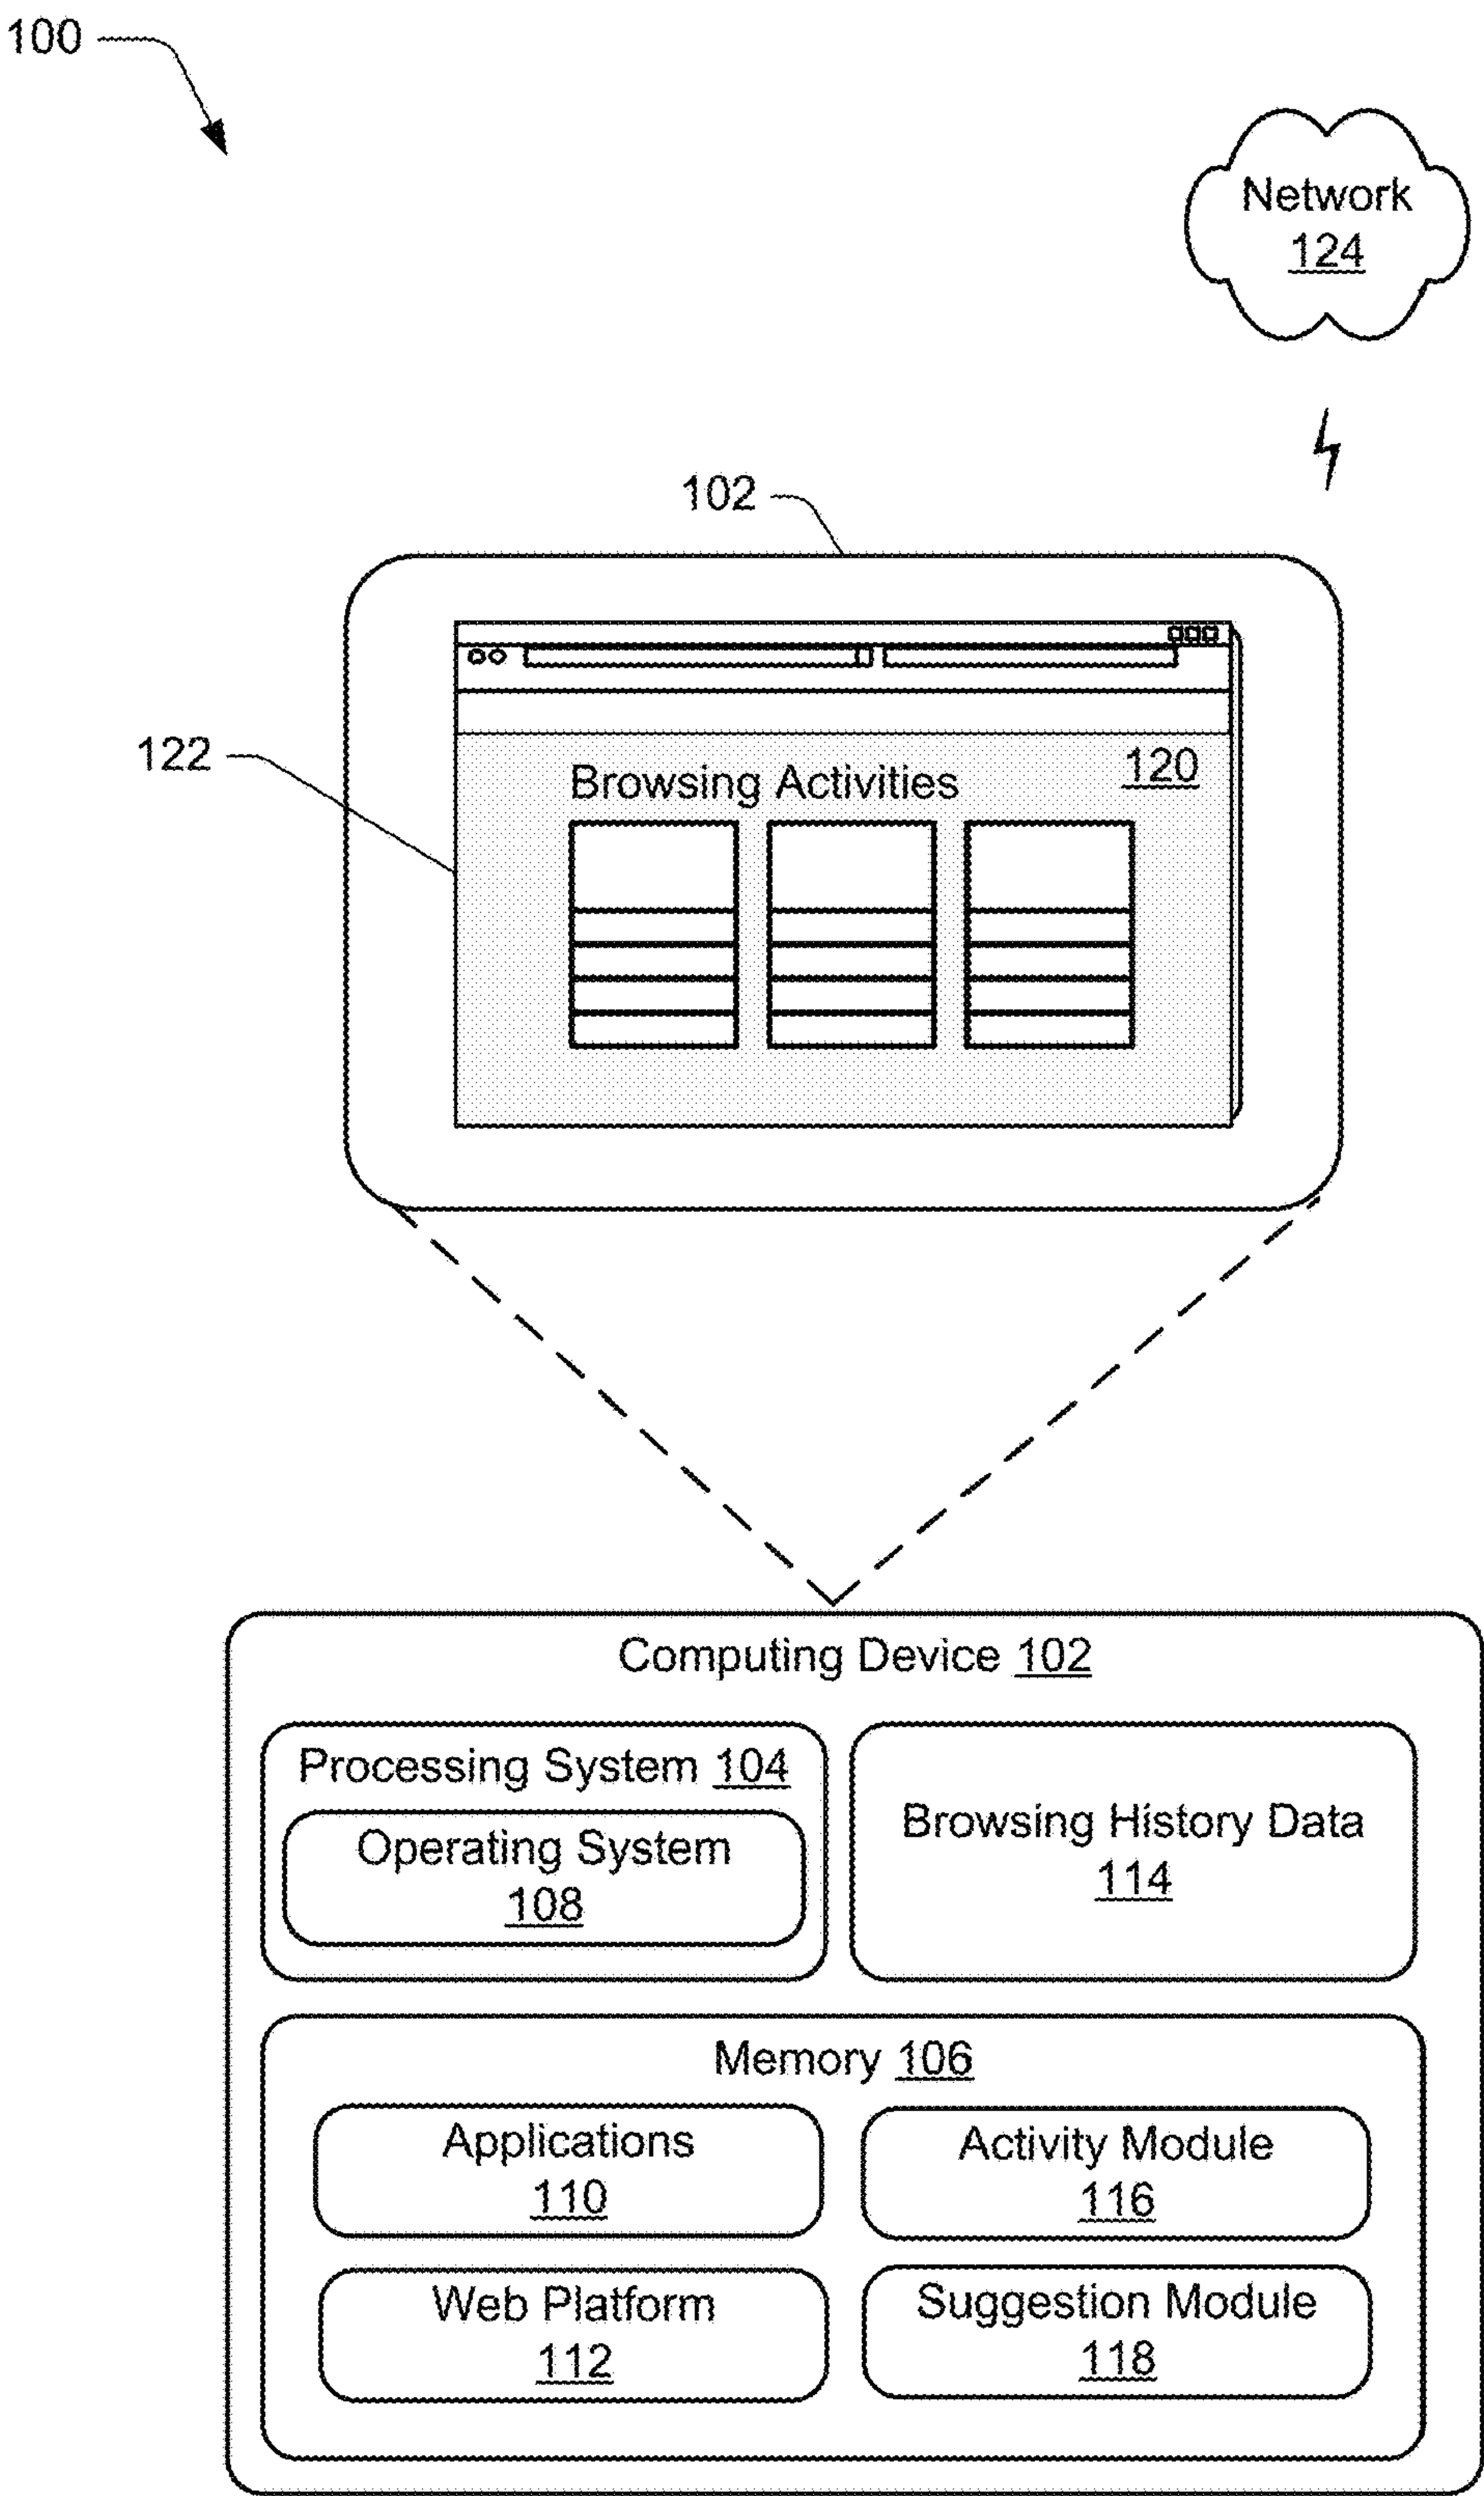 100
Network
124
102
122
120
Browsing Activities
Computing Device 102
Processing System 104
Operating System
108
Browsing History Data
114
Memory 106
Applications
110
Activity Module
116
Web Platform
112
Suggestion Module
118